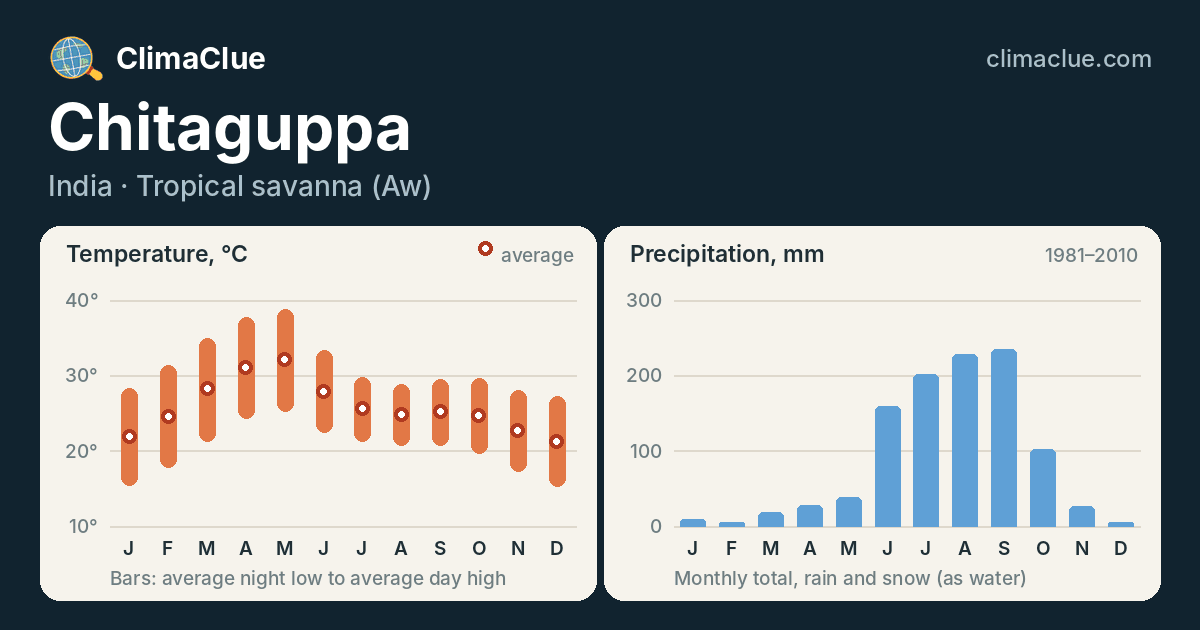 ClimaClue
climaclue.com
Chitaguppa
India · Tropical savanna (Aw)
Temperature, °C
average
40°
30°
20°
10°
J F M A M J J A S O N D
Bars: average night low to average day high
Precipitation, mm
1981–2010
300
200
100
0
J F M A M J J A S O N D
Monthly total, rain and snow (as water)